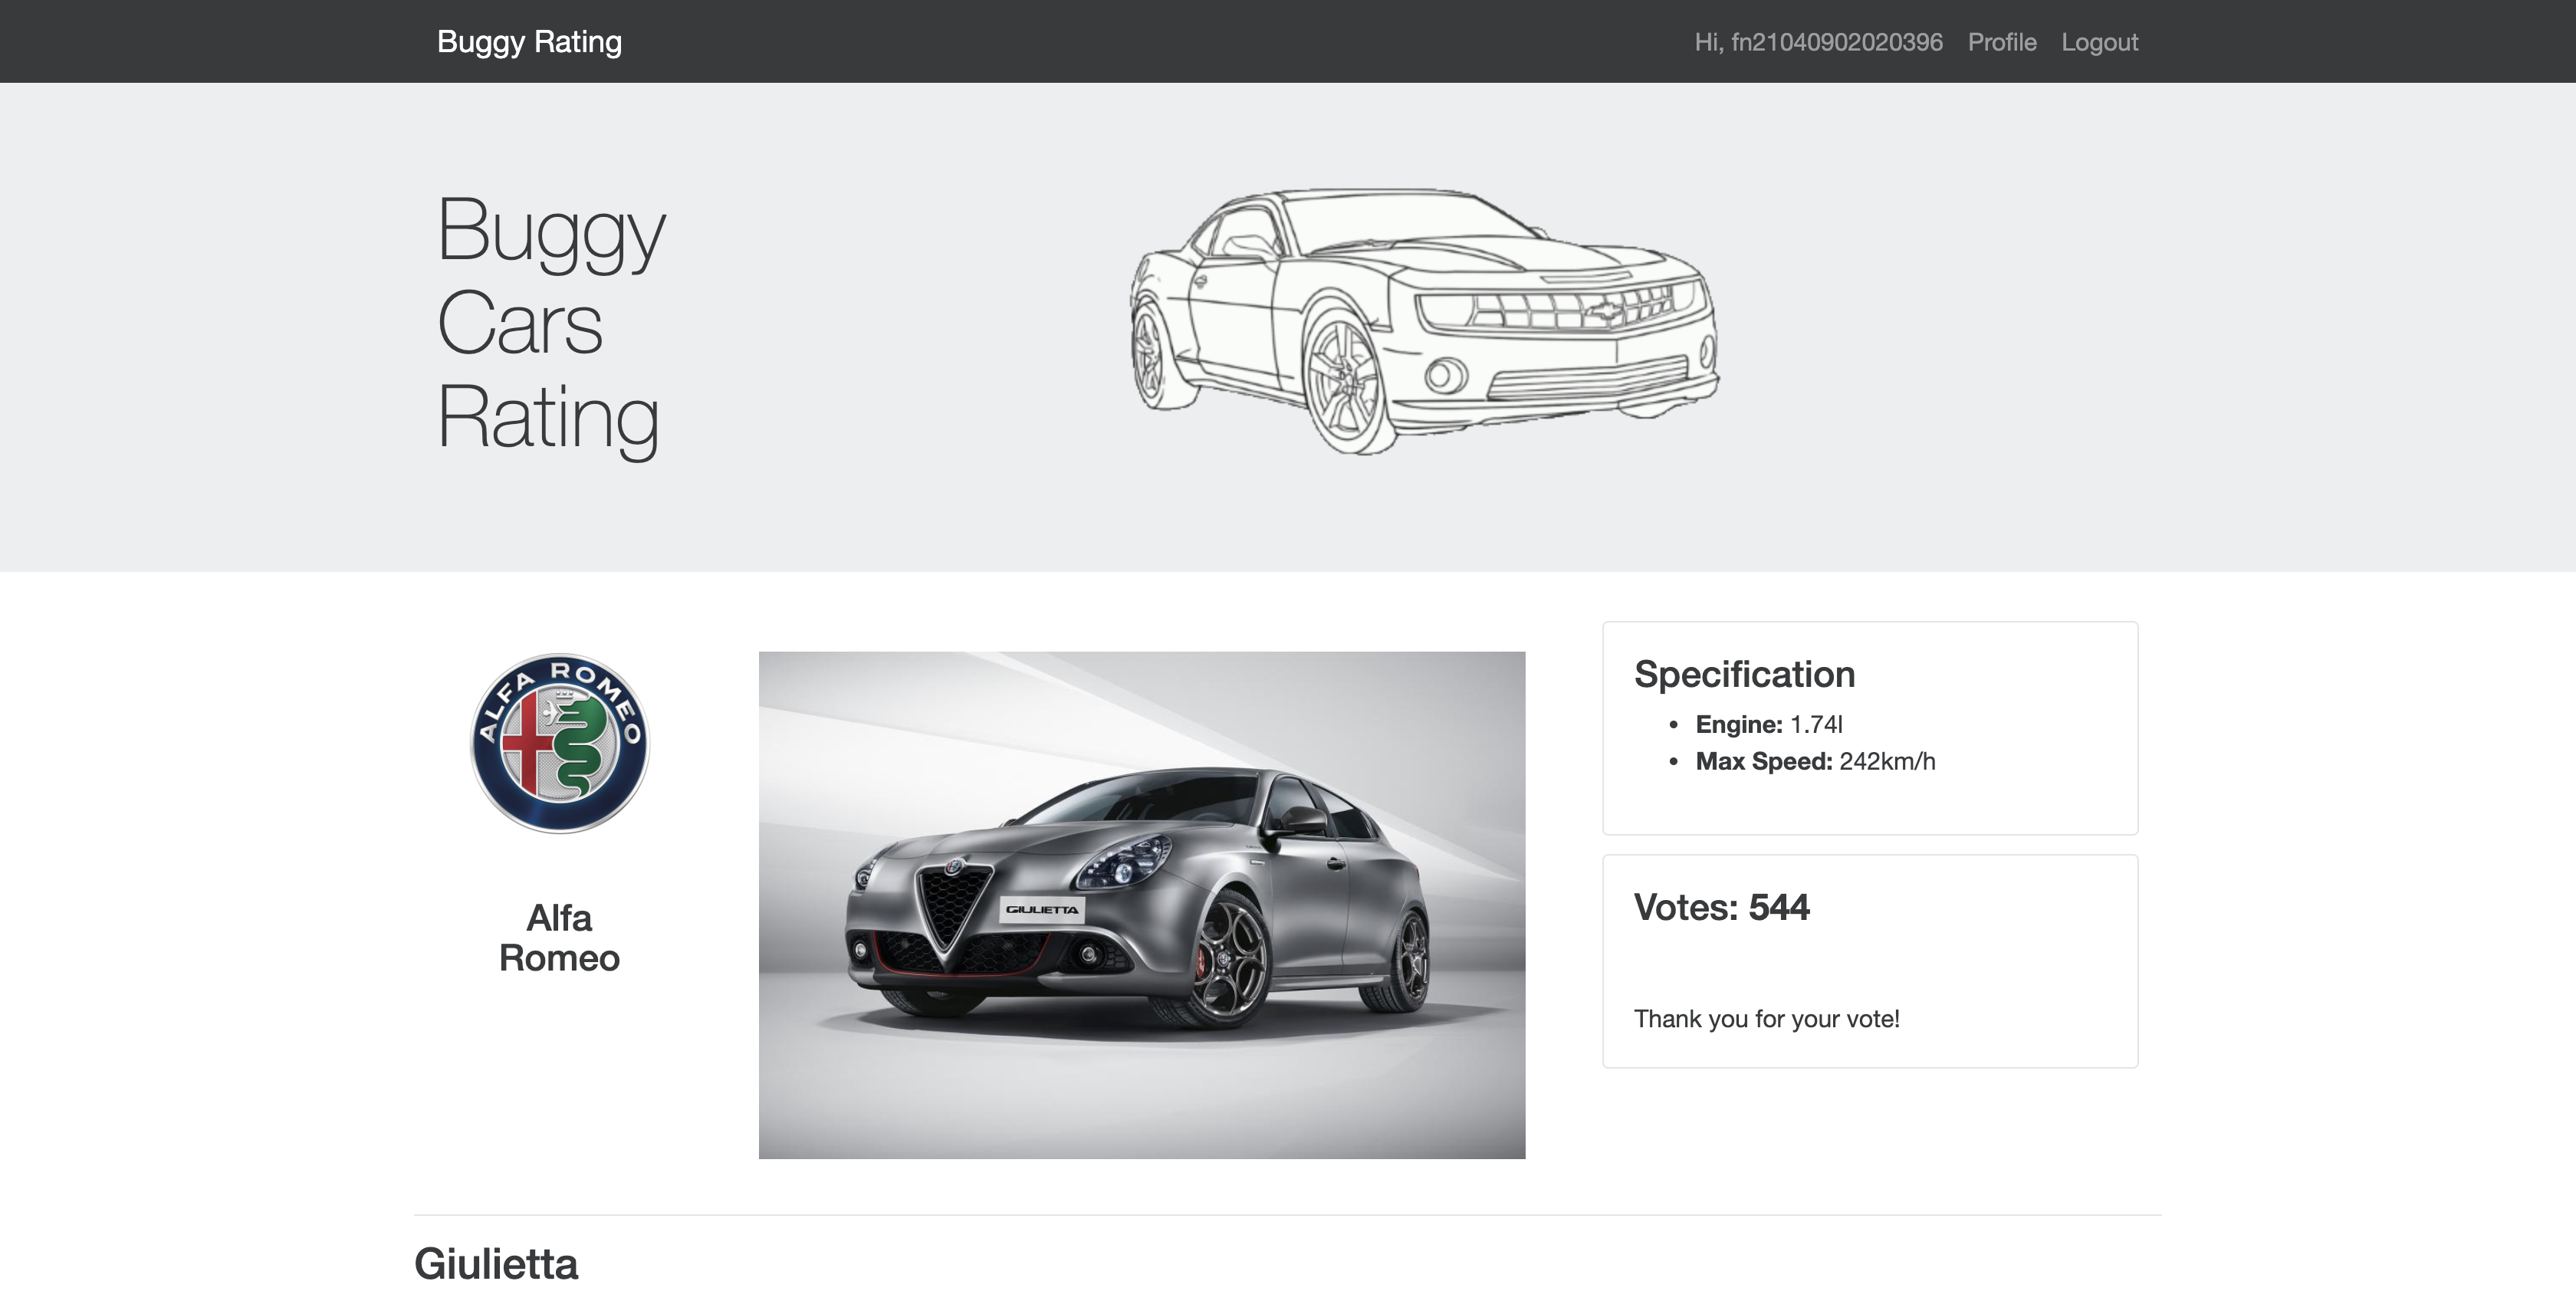 Buggy Rating
Hi, fn21040902020396 Profile Logout
Buggy
Cars
Rating
ALFA ROMEO
Alfa
Romeo
GIULIETTA
Specification
• Engine: 1.74l
• Max Speed: 242km/h
Votes: 544
Thank you for your vote!
Giulietta